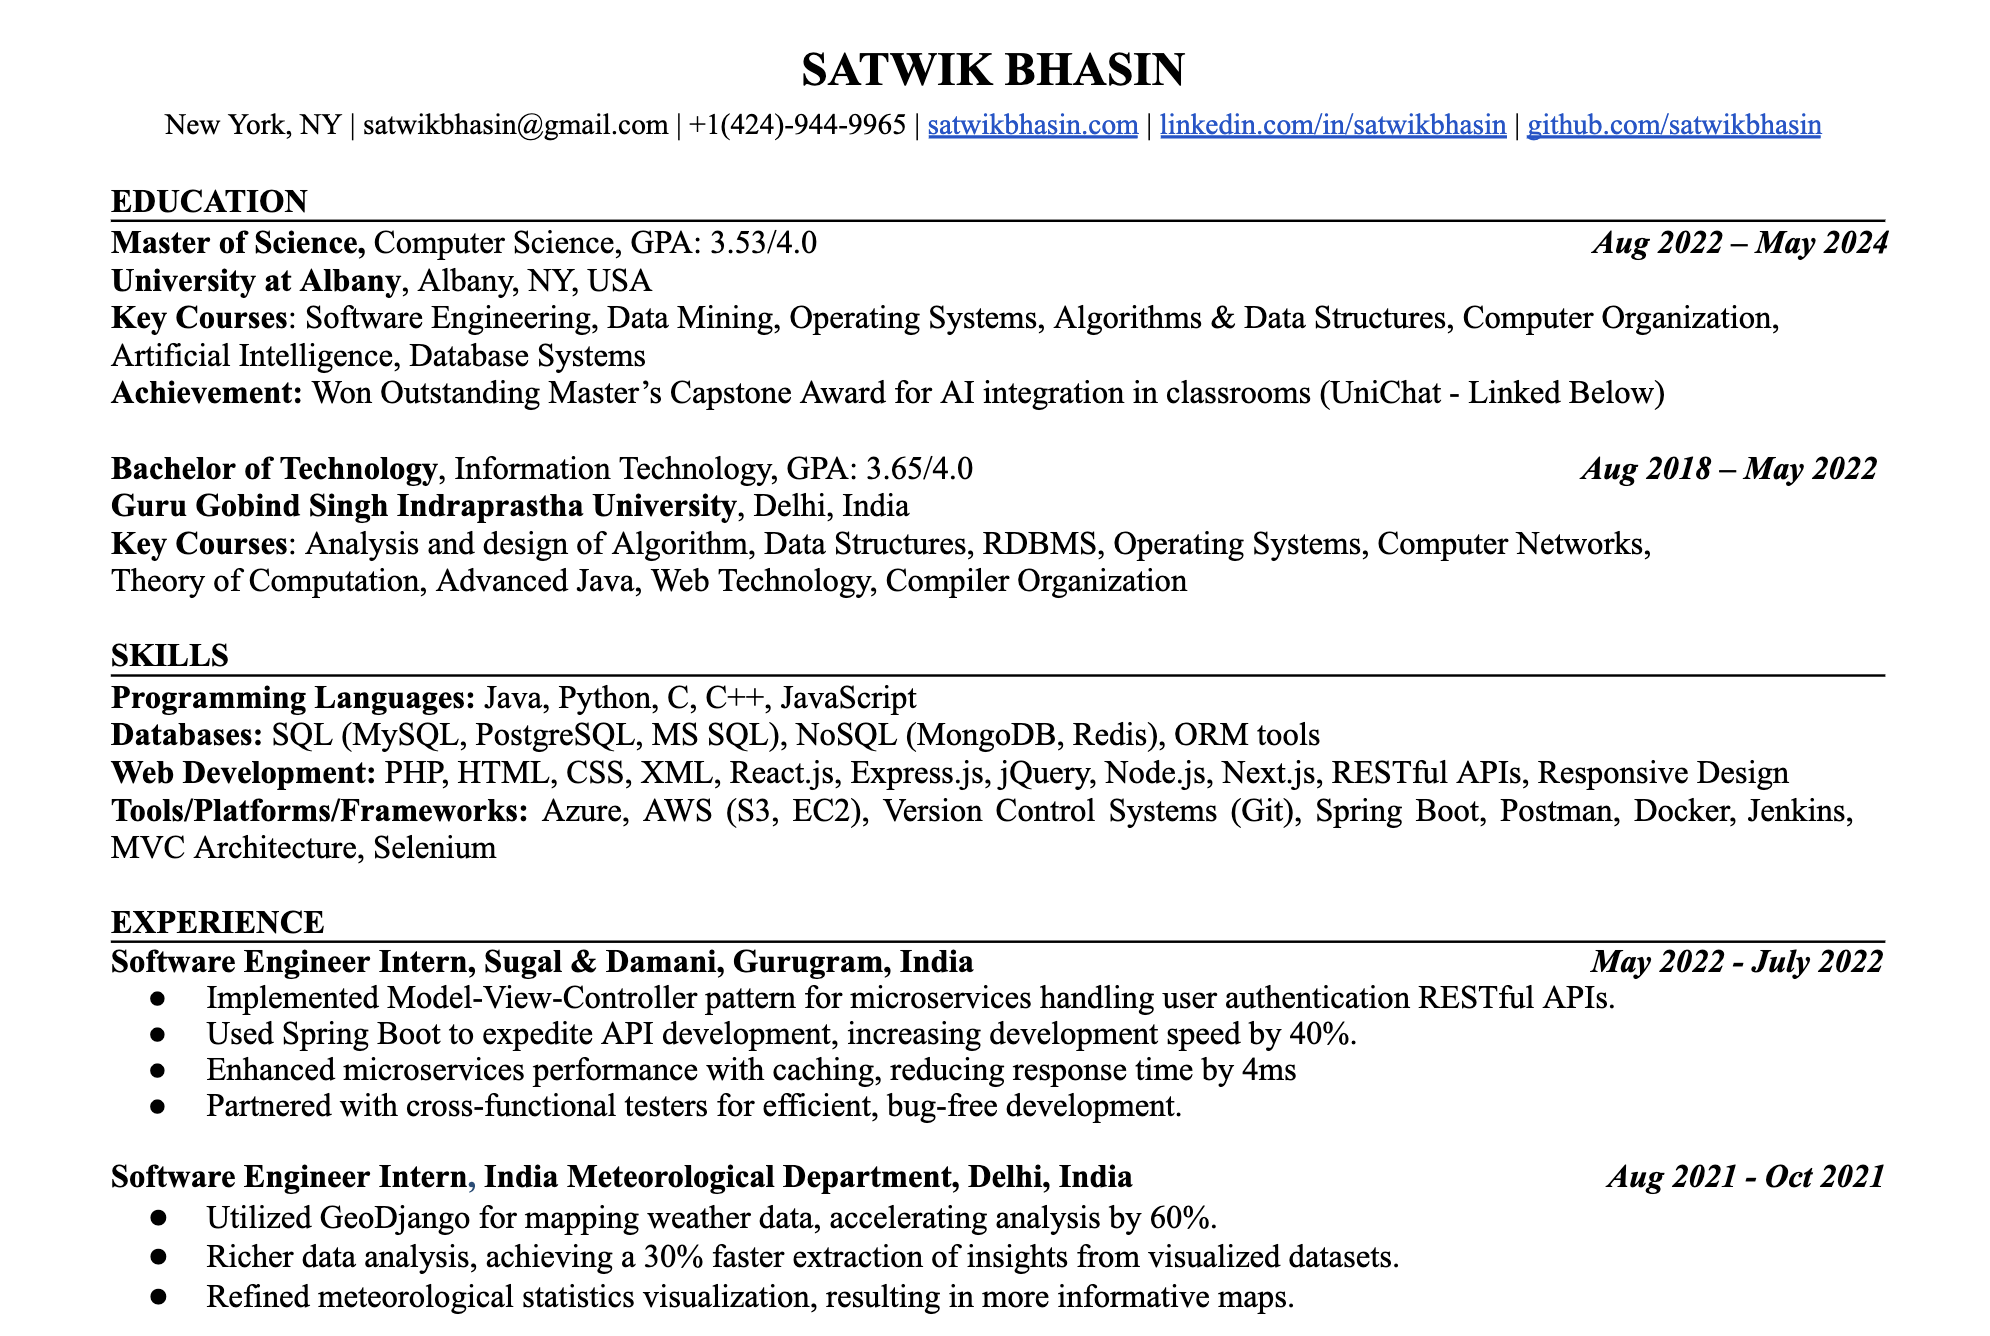 SATWIK BHASIN
New York, NY | satwikbhasin@gmail.com | +1(424)-944-9965 | satwikbhasin.com | linkedin.com/in/satwikbhasin | github.com/satwikbhasin
EDUCATION
Master of Science, Computer Science, GPA: 3.53/4.0 Aug 2022 – May 2024
University at Albany, Albany, NY, USA
Key Courses: Software Engineering, Data Mining, Operating Systems, Algorithms & Data Structures, Computer Organization,
Artificial Intelligence, Database Systems
Achievement: Won Outstanding Master’s Capstone Award for AI integration in classrooms (UniChat - Linked Below)
Bachelor of Technology, Information Technology, GPA: 3.65/4.0 Aug 2018 – May 2022
Guru Gobind Singh Indraprastha University, Delhi, India
Key Courses: Analysis and design of Algorithm, Data Structures, RDBMS, Operating Systems, Computer Networks,
Theory of Computation, Advanced Java, Web Technology, Compiler Organization
SKILLS
Programming Languages: Java, Python, C, C++, JavaScript
Databases: SQL (MySQL, PostgreSQL, MS SQL), NoSQL (MongoDB, Redis), ORM tools
Web Development: PHP, HTML, CSS, XML, React.js, Express.js, jQuery, Node.js, Next.js, RESTful APIs, Responsive Design
Tools/Platforms/Frameworks: Azure, AWS (S3, EC2), Version Control Systems (Git), Spring Boot, Postman, Docker, Jenkins,
MVC Architecture, Selenium
EXPERIENCE
Software Engineer Intern, Sugal & Damani, Gurugram, India May 2022 - July 2022
● Implemented Model-View-Controller pattern for microservices handling user authentication RESTful APIs.
● Used Spring Boot to expedite API development, increasing development speed by 40%.
● Enhanced microservices performance with caching, reducing response time by 4ms
● Partnered with cross-functional testers for efficient, bug-free development.
Software Engineer Intern, India Meteorological Department, Delhi, India Aug 2021 - Oct 2021
● Utilized GeoDjango for mapping weather data, accelerating analysis by 60%.
● Richer data analysis, achieving a 30% faster extraction of insights from visualized datasets.
● Refined meteorological statistics visualization, resulting in more informative maps.